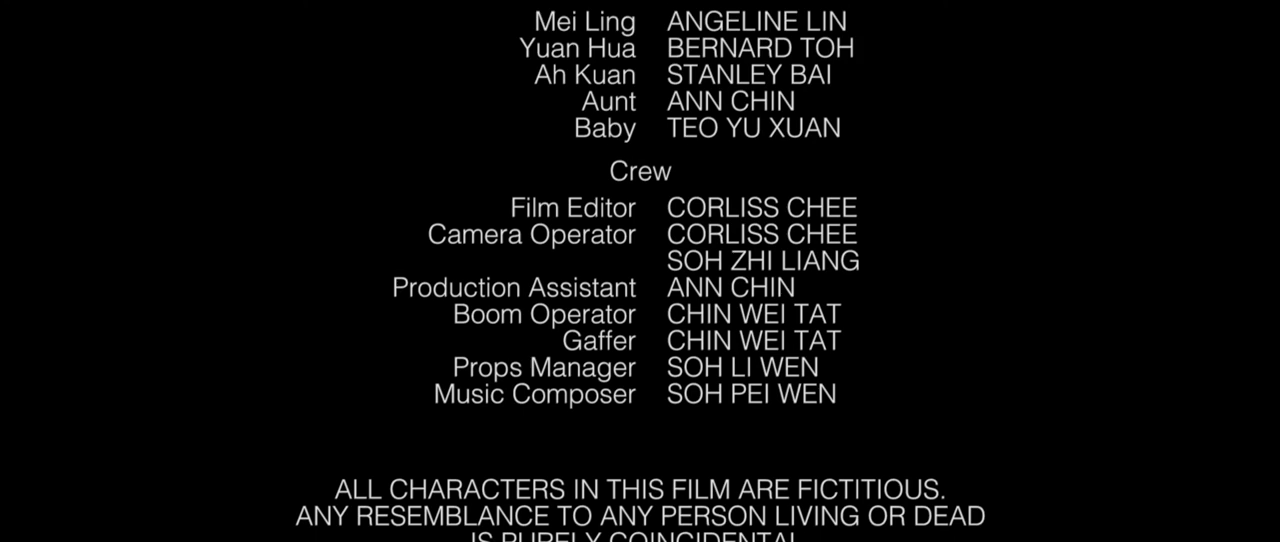 Mei Ling ANGELINE LIN
Yuan Hua BERNARD TOH
Ah Kuan STANLEY BAI
Aunt ANN CHIN
Baby TEO YU XUAN
Crew
Film Editor CORLISS CHEE
Camera Operator CORLISS CHEE
SOH ZHI LIANG
Production Assistant ANN CHIN
Boom Operator CHIN WEI TAT
Gaffer CHIN WEI TAT
Props Manager SOH LI WEN
Music Composer SOH PEI WEN
ALL CHARACTERS IN THIS FILM ARE FICTITIOUS.
ANY RESEMBLANCE TO ANY PERSON LIVING OR DEAD
IS PURELY COINCIDENTAL